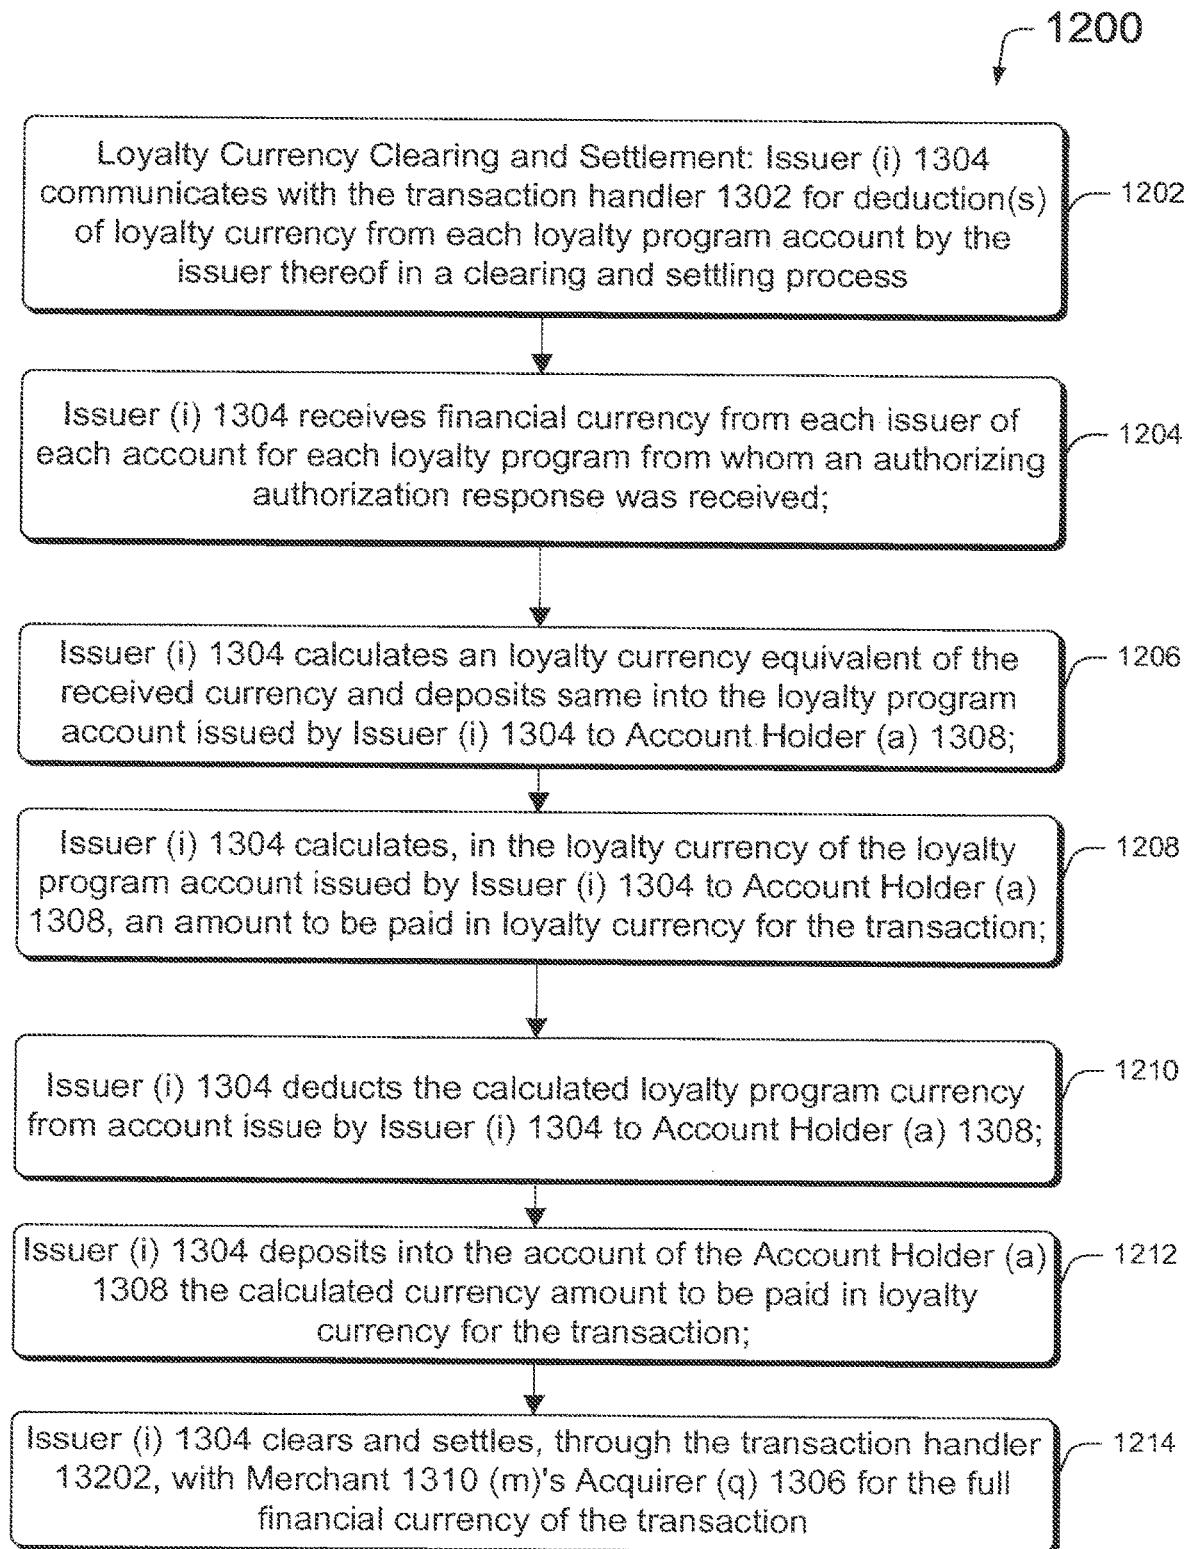 1200
Loyalty Currency Clearing and Settlement: Issuer (i) 1304
communicates with the transaction handler 1302 for deduction(s)
of loyalty currency from each loyalty program account by the
issuer thereof in a clearing and settling process
1202
Issuer (i) 1304 receives financial currency from each issuer of
each account for each loyalty program from whom an authorizing
authorization response was received;
1204
Issuer (i) 1304 calculates an loyalty currency equivalent of the
received currency and deposits same into the loyalty program
account issued by Issuer (i) 1304 to Account Holder (a) 1308;
1206
Issuer (i) 1304 calculates, in the loyalty currency of the loyalty
program account issued by Issuer (i) 1304 to Account Holder (a)
1308, an amount to be paid in loyalty currency for the transaction;
1208
Issuer (i) 1304 deducts the calculated loyalty program currency
from account issue by Issuer (i) 1304 to Account Holder (a) 1308;
1210
Issuer (i) 1304 deposits into the account of the Account Holder (a)
1308 the calculated currency amount to be paid in loyalty
currency for the transaction;
1212
Issuer (i) 1304 clears and settles, through the transaction handler
13202, with Merchant 1310 (m)'s Acquirer (q) 1306 for the full
financial currency of the transaction
1214